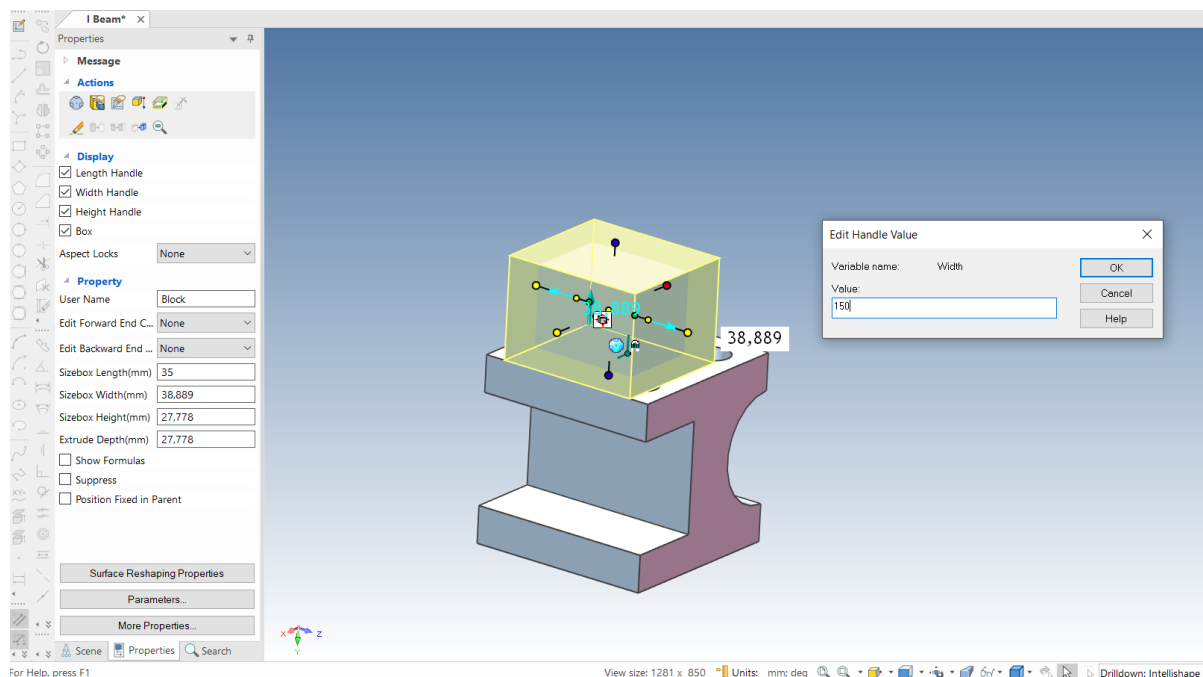 I Beam*
Properties
Message
Actions
Display
Length Handle
Width Handle
Height Handle
Box
Aspect Locks None
Property
User Name Block
Edit Forward End C... None
Edit Backward End ... None
Sizebox Length(mm) 35
Sizebox Width(mm) 38,889
Sizebox Height(mm) 27,778
Extrude Depth(mm) 27,778
Show Formulas
Suppress
Position Fixed in Parent
Surface Reshaping Properties
Parameters...
More Properties...
Scene Properties Search
38,889
38,889
Edit Handle Value
Variable name: Width
OK
Value:
150
Cancel
Help
X Z
Y
For Help, press F1
View size: 1281 x 850 Units: mm; deg Drilldown: Intellishape